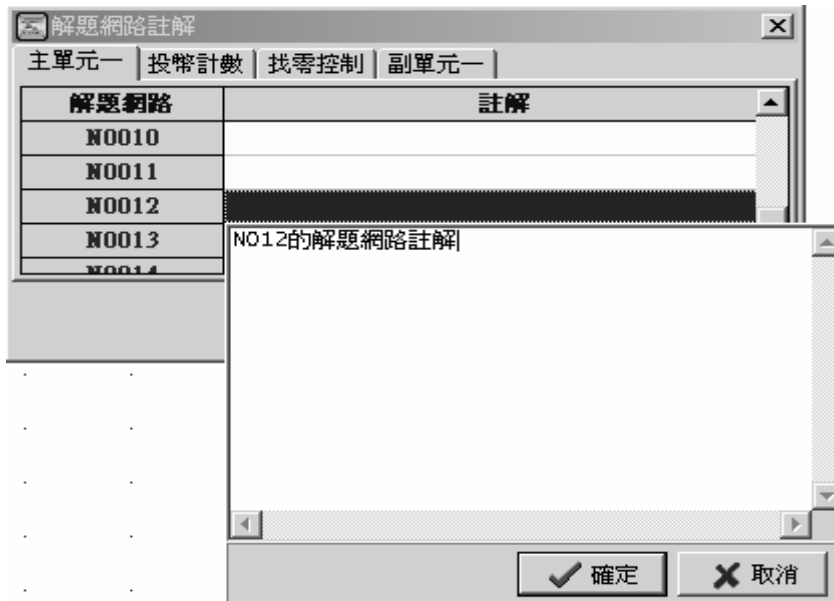 解題網路註解
主單元一 投幣計數 找零控制 副單元一
解題網路 註解
N0010
N0011
N0012
N0013
N0014
N012的解題網路註解
確定 取消